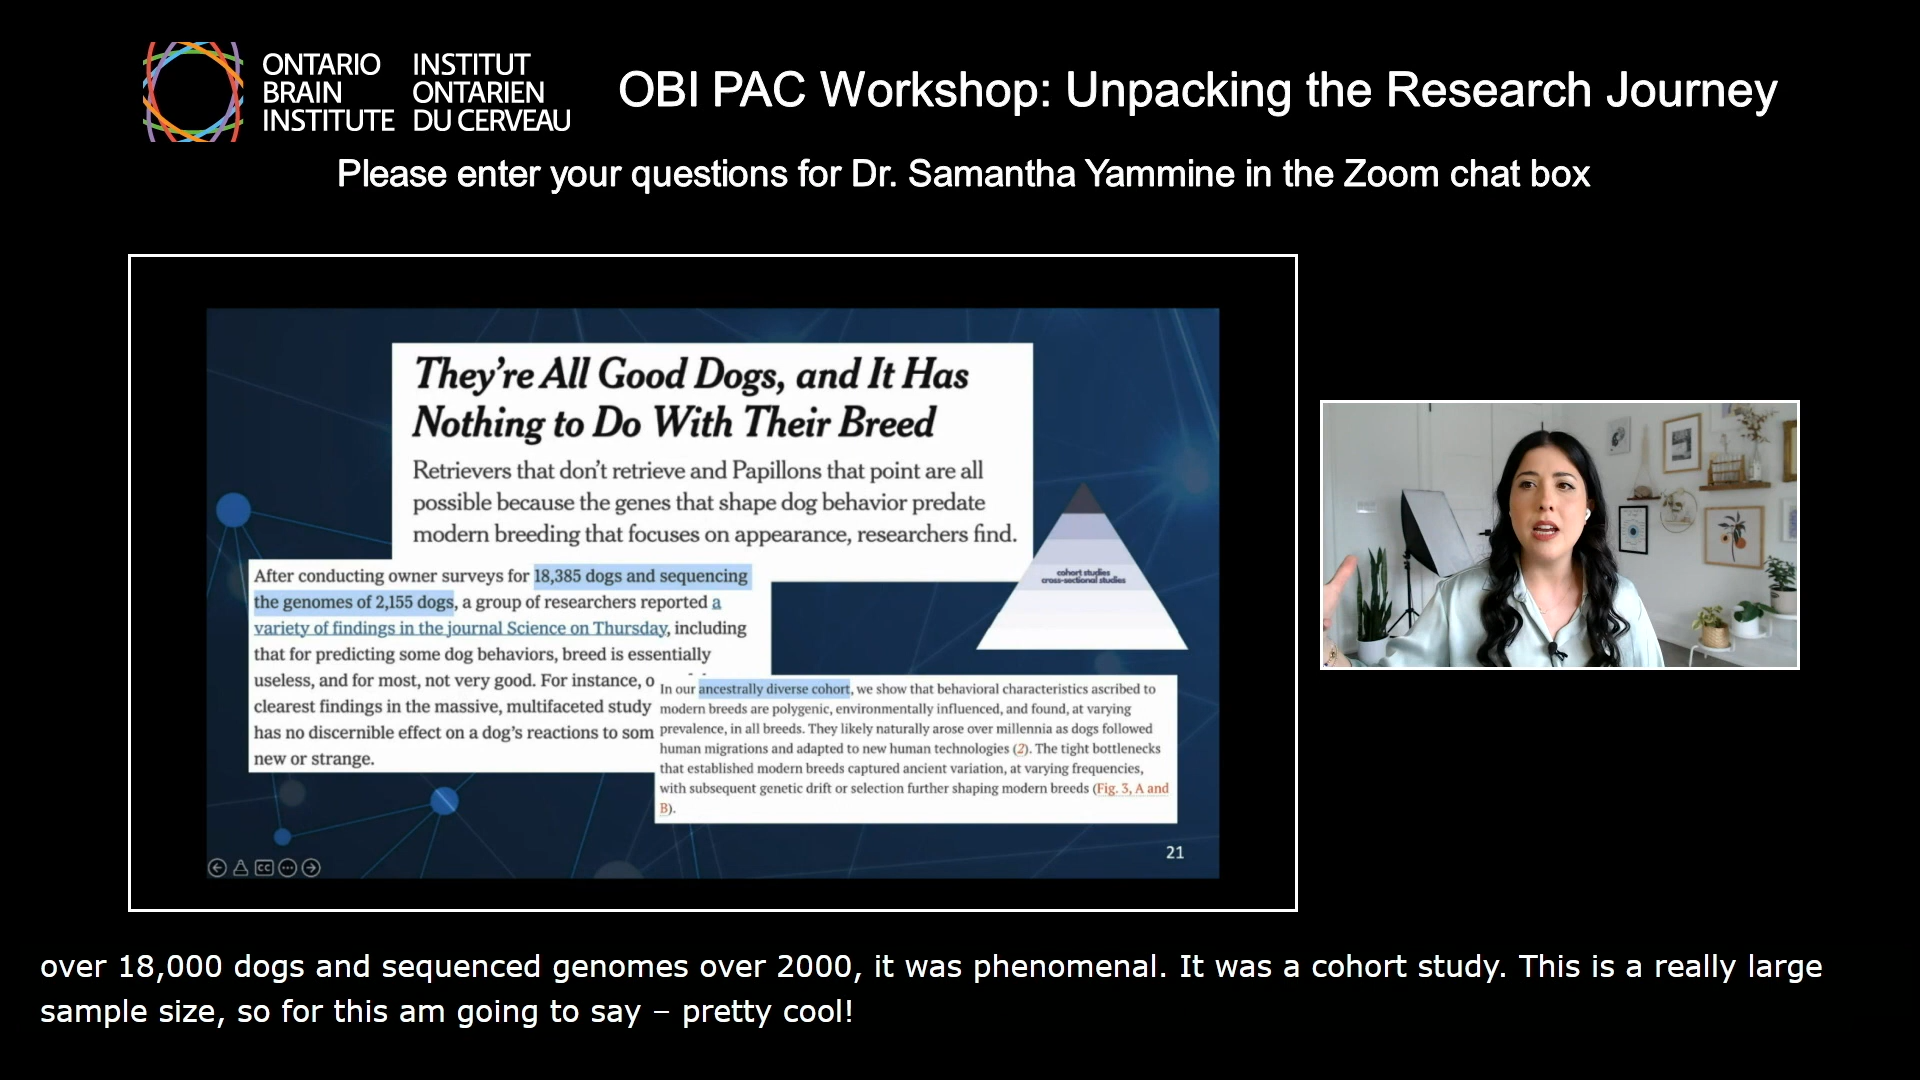 ONTARIO
BRAIN
INSTITUTE
INSTITUT
ONTARIEN
DU CERVEAU
OBI PAC Workshop: Unpacking the Research Journey
Please enter your questions for Dr. Samantha Yammine in the Zoom chat box
They're All Good Dogs, and It Has
Nothing to Do With Their Breed
Retrievers that don't retrieve and Papillons that point are all
possible because the genes that shape dog behavior predate
modern breeding that focuses on appearance, researchers find.
cohort studies
cross-sectional studies
After conducting owner surveys for 18,385 dogs and sequencing
the genomes of 2,155 dogs, a group of researchers reported a
variety of findings in the journal Science on Thursday, including
that for predicting some dog behaviors, breed is essentially
useless, and for most, not very good. For instance, o
clearest findings in the massive, multifaceted study
has no discernible effect on a dog's reactions to som
new or strange.
In our ancestrally diverse cohort, we show that behavioral characteristics ascribed to
modern breeds are polygenic, environmentally influenced, and found, at varying
prevalence, in all breeds. They likely naturally arose over millennia as dogs followed
human migrations and adapted to new human technologies (2). The tight bottlenecks
that established modern breeds captured ancient variation, at varying frequencies,
with subsequent genetic drift or selection further shaping modern breeds (Fig. 3, A and
B).
CC
21
over 18,000 dogs and sequenced genomes over 2000, it was phenomenal. It was a cohort study. This is a really large
sample size, so for this am going to say – pretty cool!